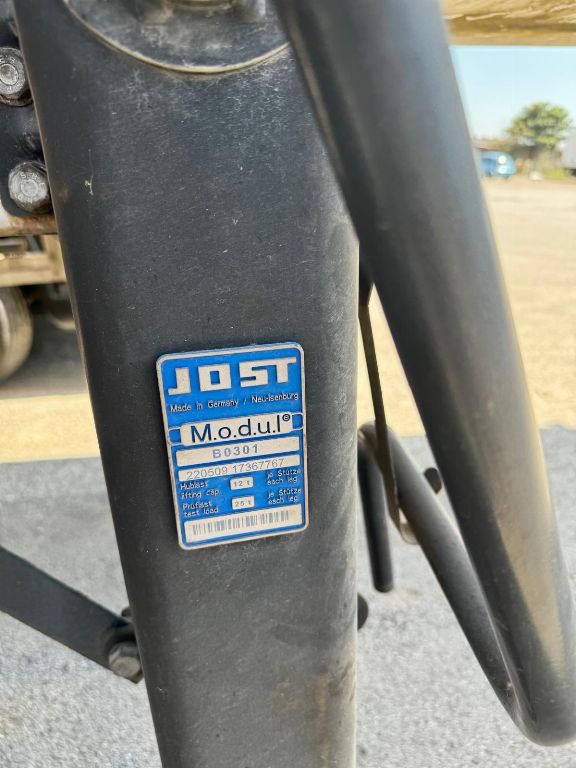 JOST
Made in Germany / Neu-Isenburg
M.o.d.u.l©
B0301
220509 17367767
Hublast 12 t je Stütze
lifting cap. each leg
Prüflast 25 t je Stütze
test load each leg